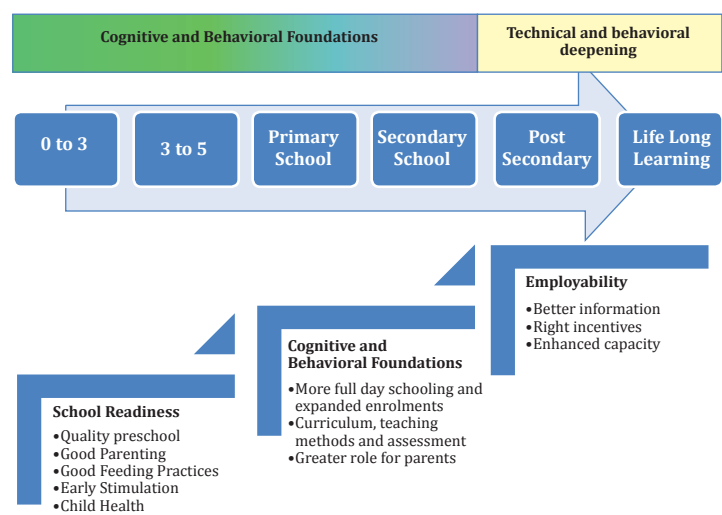 Cognitive and Behavioral Foundations
Technical and behavioral
deepening
0 to 3
3 to 5
Primary
School
Secondary
School
Post
Secondary
Life Long
Learning
Employability
•Better information
•Right incentives
•Enhanced capacity
Cognitive and
Behavioral Foundations
•More full day schooling and
expanded enrolments
•Curriculum, teaching
methods and assessment
•Greater role for parents
School Readiness
•Quality preschool
•Good Parenting
•Good Feeding Practices
•Early Stimulation
•Child Health